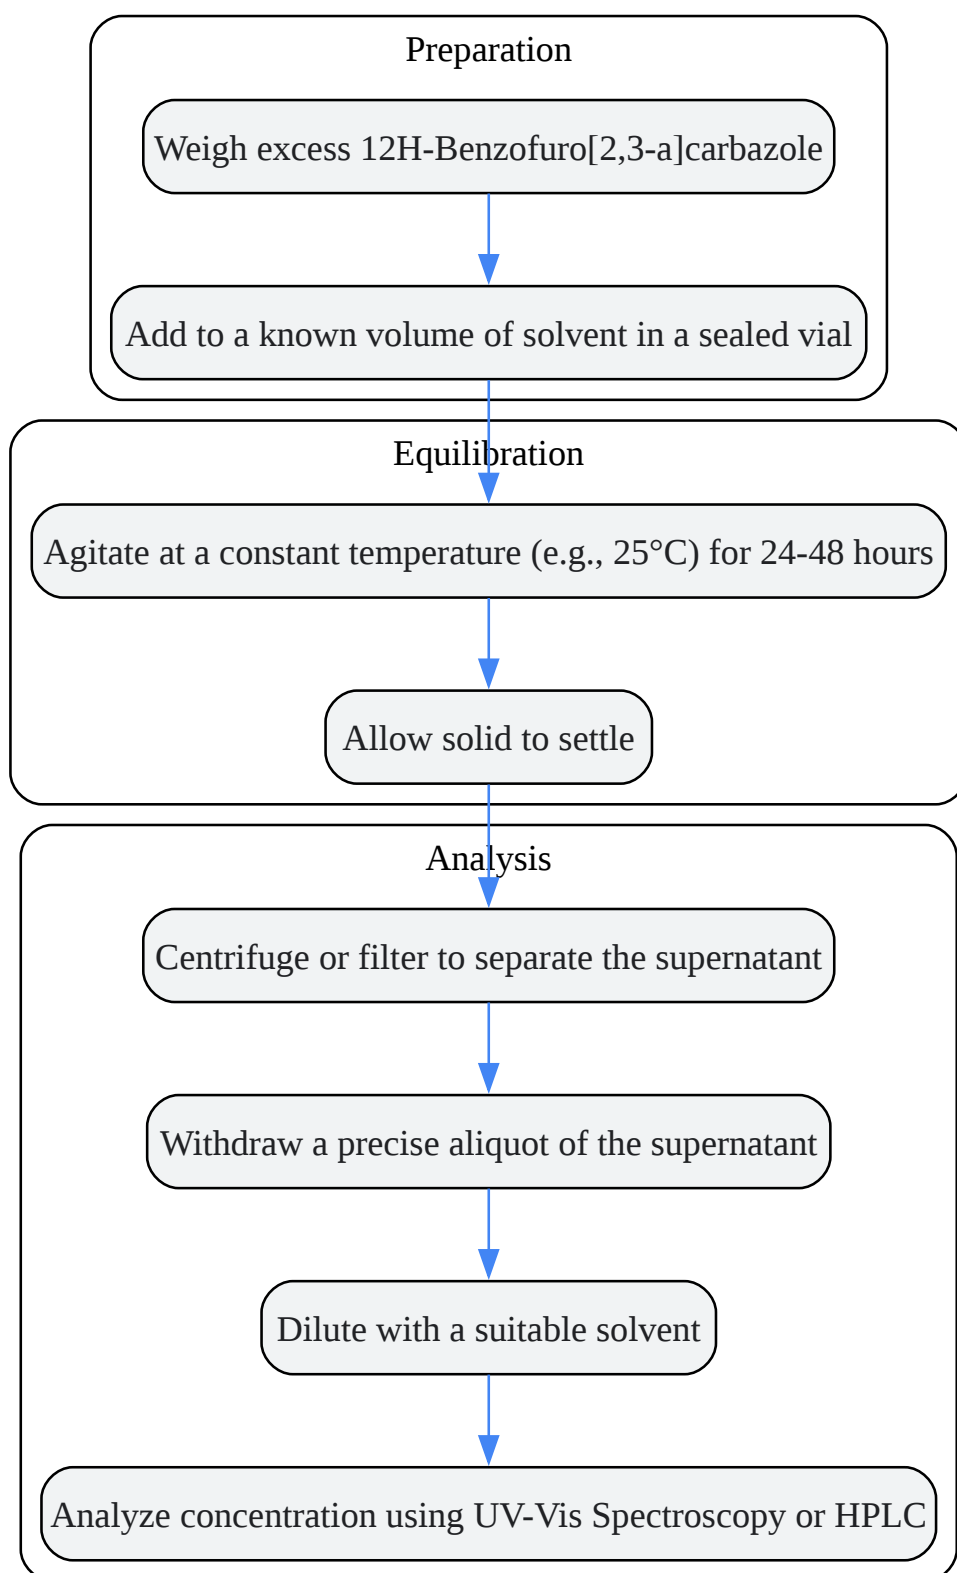 Preparation
Weigh excess 12H-Benzofuro[2,3-a]carbazole
Add to a known volume of solvent in a sealed vial
Equilibration
Agitate at a constant temperature (e.g., 25°C) for 24-48 hours
Allow solid to settle
Analysis
Centrifuge or filter to separate the supernatant
Withdraw a precise aliquot of the supernatant
Dilute with a suitable solvent
Analyze concentration using UV-Vis Spectroscopy or HPLC